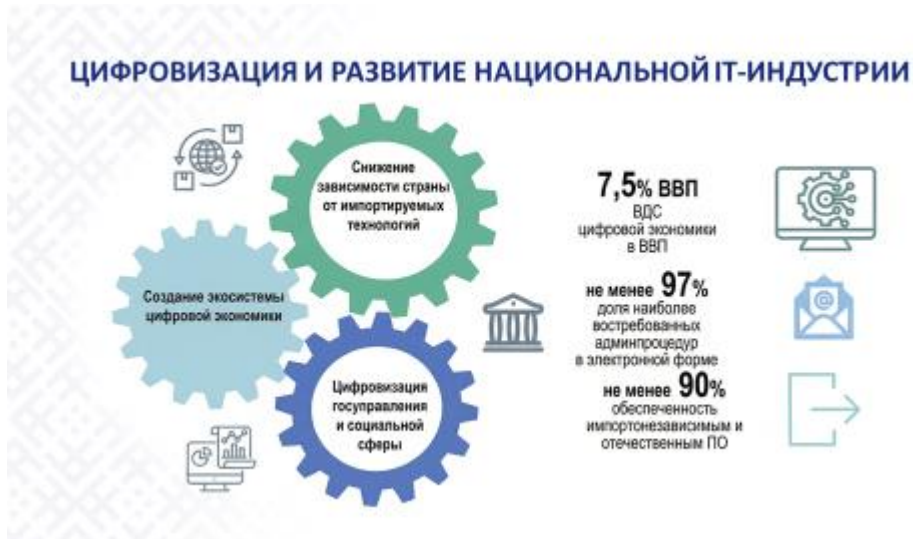 ЦИФРОВИЗАЦИЯ И РАЗВИТИЕ НАЦИОНАЛЬНОЙ IT-ИНДУСТРИИ
Снижение
зависимости страны
от импортируемых
технологий
Создание экосистемы
цифровой экономики
Цифровизация
госуправления
и социальной
сферы
7,5% ВВП
ВДС
цифровой экономики
в ВВП
не менее 97%
доля наиболее
востребованных
админпроцедур
в электронной форме
не менее 90%
обеспеченность
импортонезависимым и
отечественным ПО
@